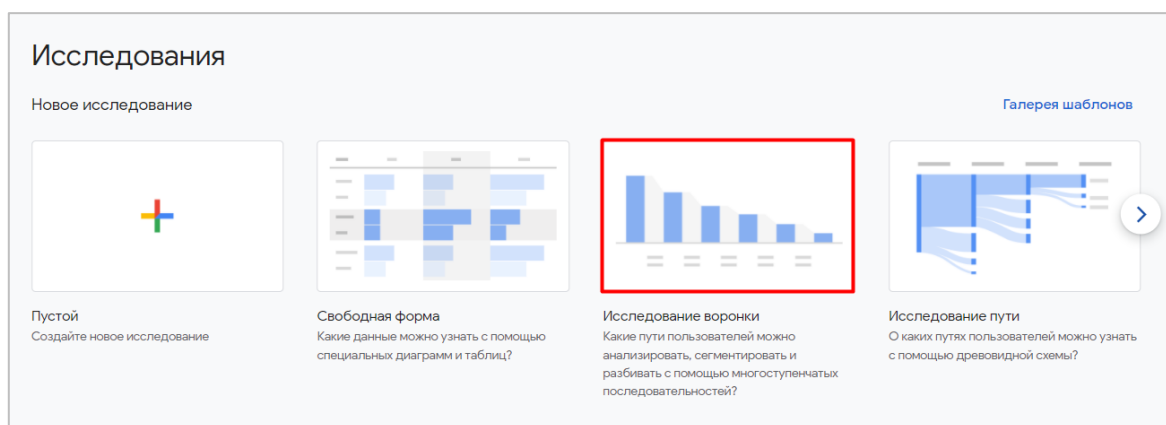 Исследования
Новое исследование
Галерея шаблонов
Пустой
Создайте новое исследование
Свободная форма
Какие данные можно узнать с помощью
специальных диаграмм и таблиц?
Исследование воронки
Какие пути пользователей можно
анализировать, сегментировать и
разбивать с помощью многоступенчатых
последовательностей?
Исследование пути
О каких путях пользователей можно узнать
с помощью древовидной схемы?